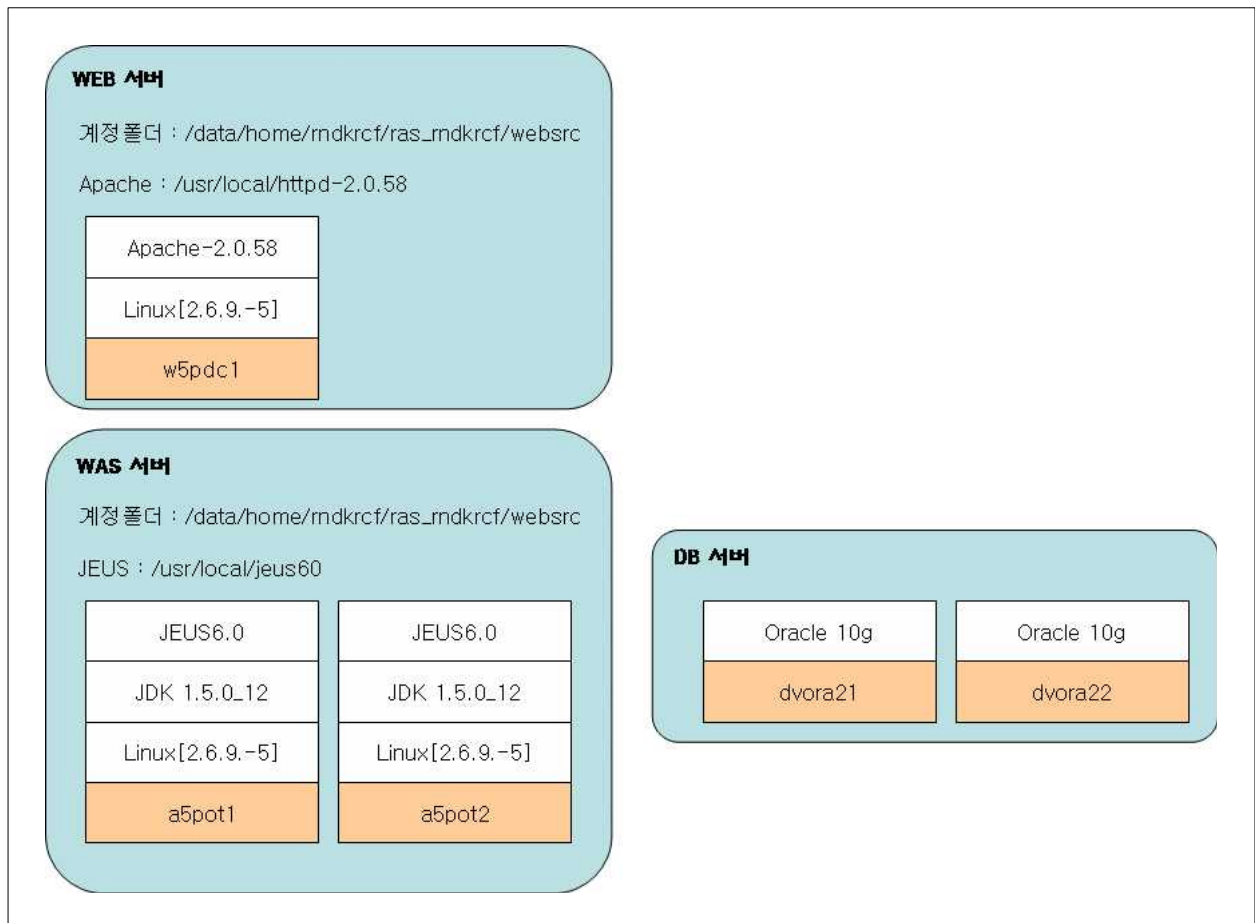 WEB 서버
계정폴더 : /data/home/rndkrcf/ras_rndkrcf/websrc
Apache : /usr/local/httpd-2.0.58
Apache-2.0.58
Linux[2.6.9.-5]
w5pdc1
WAS 서버
계정폴더 : /data/home/rndkrcf/ras_rndkrcf/websrc
JEUS : /usr/local/jeus60
JEUS6.0
JDK 1.5.0_12
Linux[2.6.9.-5]
a5pot1
JEUS6.0
JDK 1.5.0_12
Linux[2.6.9.-5]
a5pot2
DB 서버
Oracle 10g
dvora21
Oracle 10g
dvora22